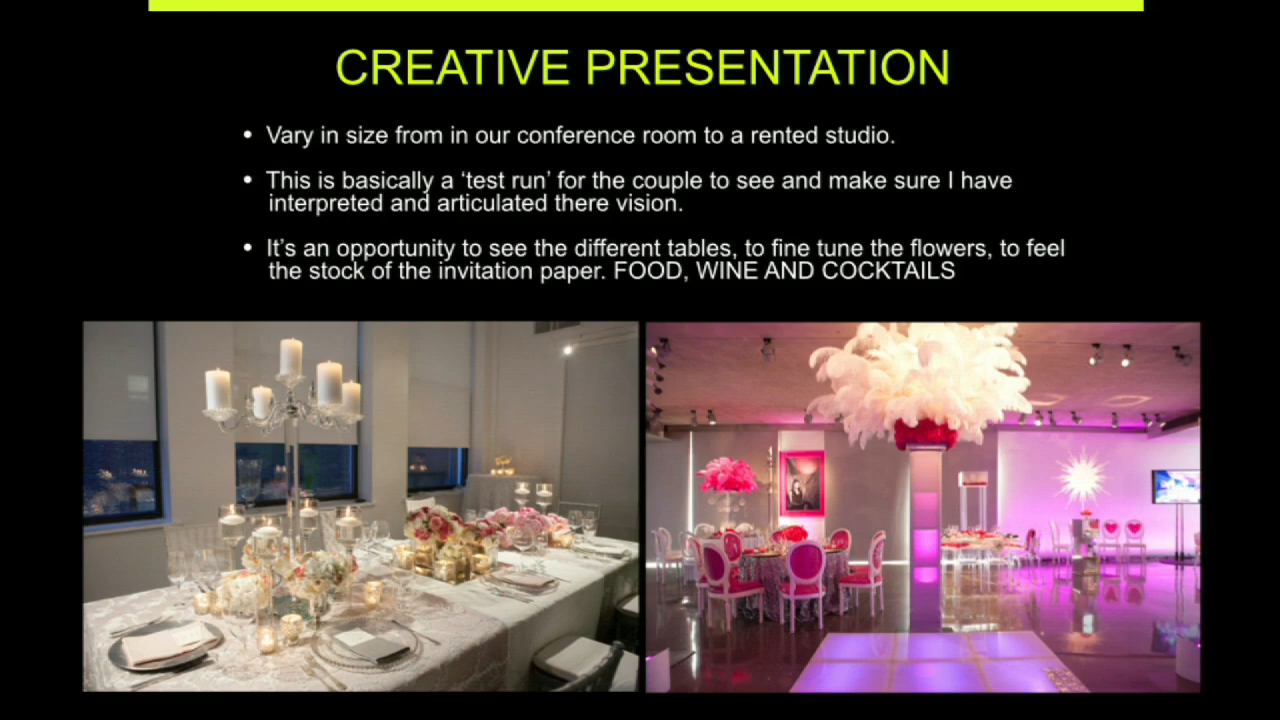 CREATIVE PRESENTATION
• Vary in size from in our conference room to a rented studio.
• This is basically a ‘test run’ for the couple to see and make sure I have
interpreted and articulated there vision.
• It’s an opportunity to see the different tables, to fine tune the flowers, to feel
the stock of the invitation paper. FOOD, WINE AND COCKTAILS